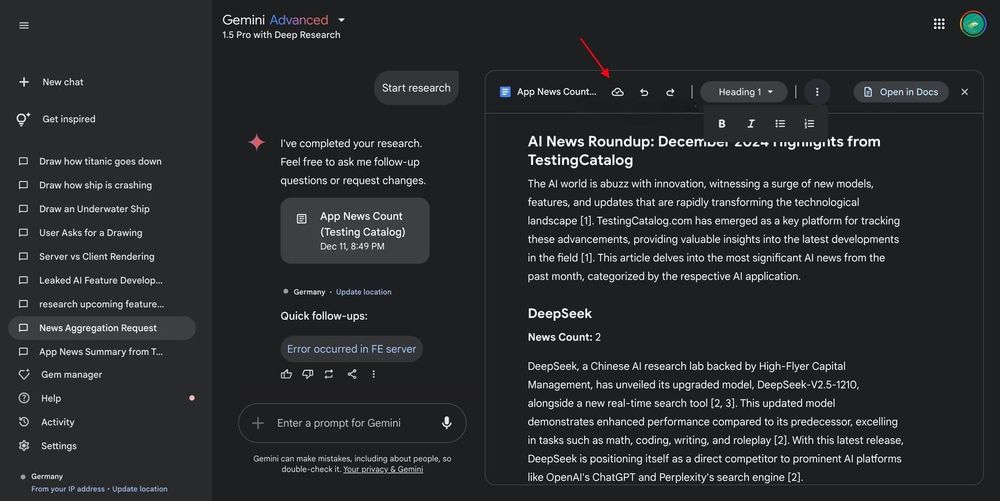 Gemini Advanced
1.5 Pro with Deep Research
New chat
Get inspired
Draw how titanic goes down
Draw how ship is crashing
Draw an Underwater Ship
User Asks for a Drawing
Server vs Client Rendering
Leaked AI Feature Develop...
research upcoming feature...
News Aggregation Request
App News Summary from T...
Gem manager
Help
Activity
Settings
Germany
From your IP address • Update location
Start research
I've completed your research.
Feel free to ask me follow-up
questions or request changes.
App News Count
(Testing Catalog)
Dec 11, 8:49 PM
Germany • Update location
Quick follow-ups:
Error occurred in FE server
Enter a prompt for Gemini
Gemini can make mistakes, including about people, so
double-check it. Your privacy & Gemini
App News Count...
Heading 1
Open in Docs
B I
AI News Roundup: December 2024 Highlights from
TestingCatalog
The AI world is abuzz with innovation, witnessing a surge of new models,
features, and updates that are rapidly transforming the technological
landscape [1]. TestingCatalog.com has emerged as a key platform for tracking
these advancements, providing valuable insights into the latest developments
in the field [1]. This article delves into the most significant AI news from the
past month, categorized by the respective AI application.
DeepSeek
News Count: 2
DeepSeek, a Chinese AI research lab backed by High-Flyer Capital
Management, has unveiled its upgraded model, DeepSeek-V2.5-1210,
alongside a new real-time search tool [2, 3]. This updated model
demonstrates enhanced performance compared to its predecessor, excelling
in tasks such as math, coding, writing, and roleplay [2]. With this latest release,
DeepSeek is positioning itself as a direct competitor to prominent AI platforms
like OpenAI's ChatGPT and Perplexity's search engine [2].